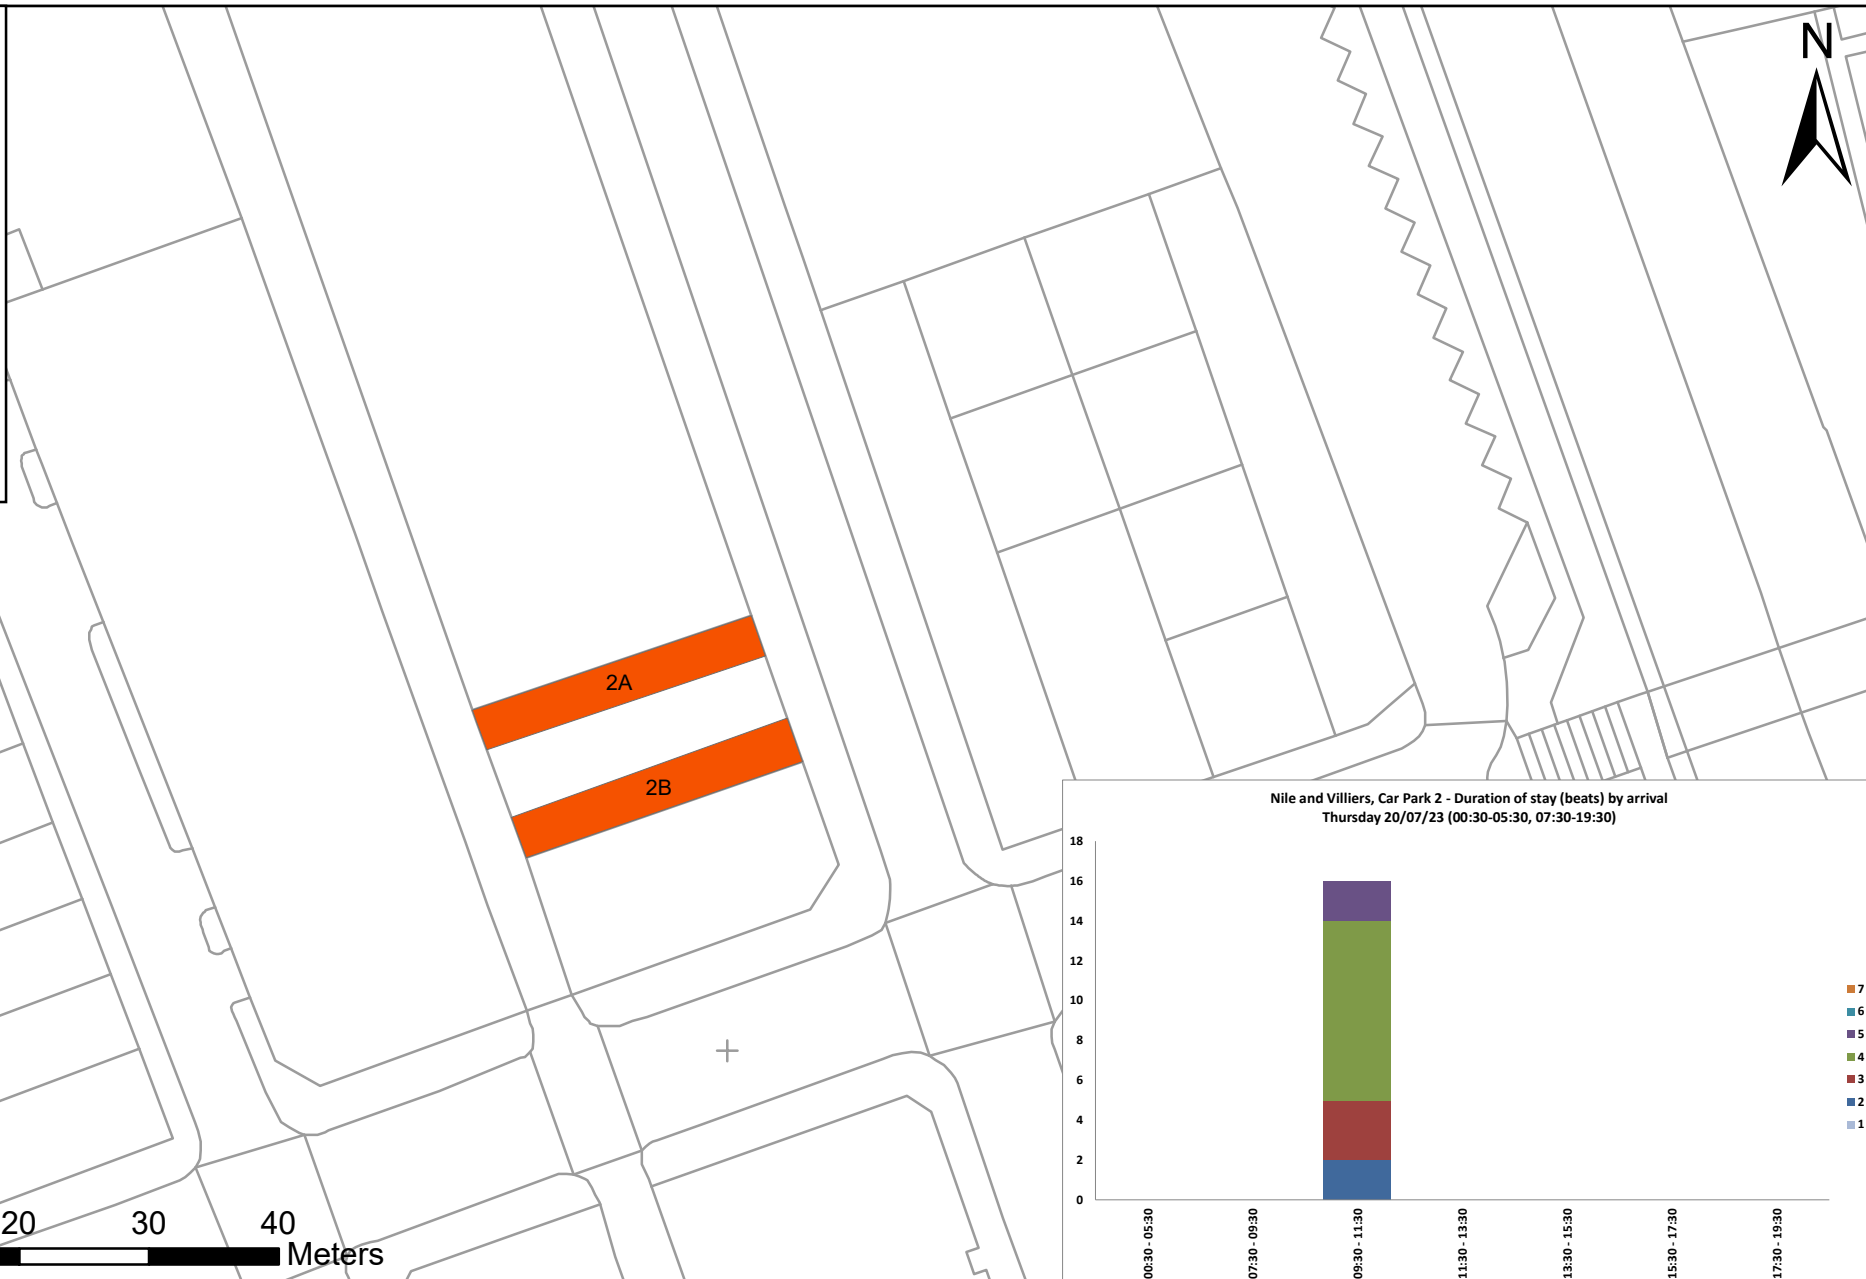 N
2A
2B
Nile and Villiers, Car Park 2 - Duration of stay (beats) by arrival
Thursday 20/07/23 (00:30-05:30, 07:30-19:30)
18
16
14
12
10
8
6
4
2
0
7
6
5
4
3
2
1
00:30 - 05:30
07:30 - 09:30
09:30 - 11:30
11:30 - 13:30
13:30 - 15:30
15:30 - 17:30
17:30 - 19:30
20 30 40
Meters